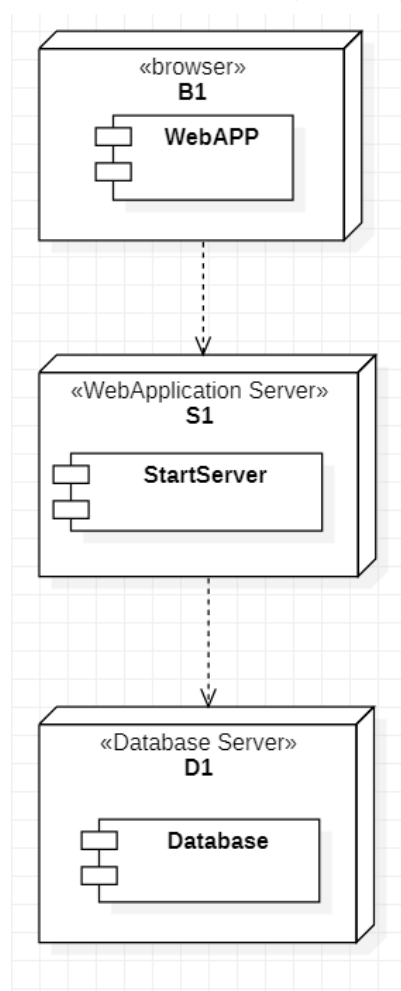 «browser»
B1
WebAPP
«WebApplication Server»
S1
StartServer
«Database Server»
D1
Database